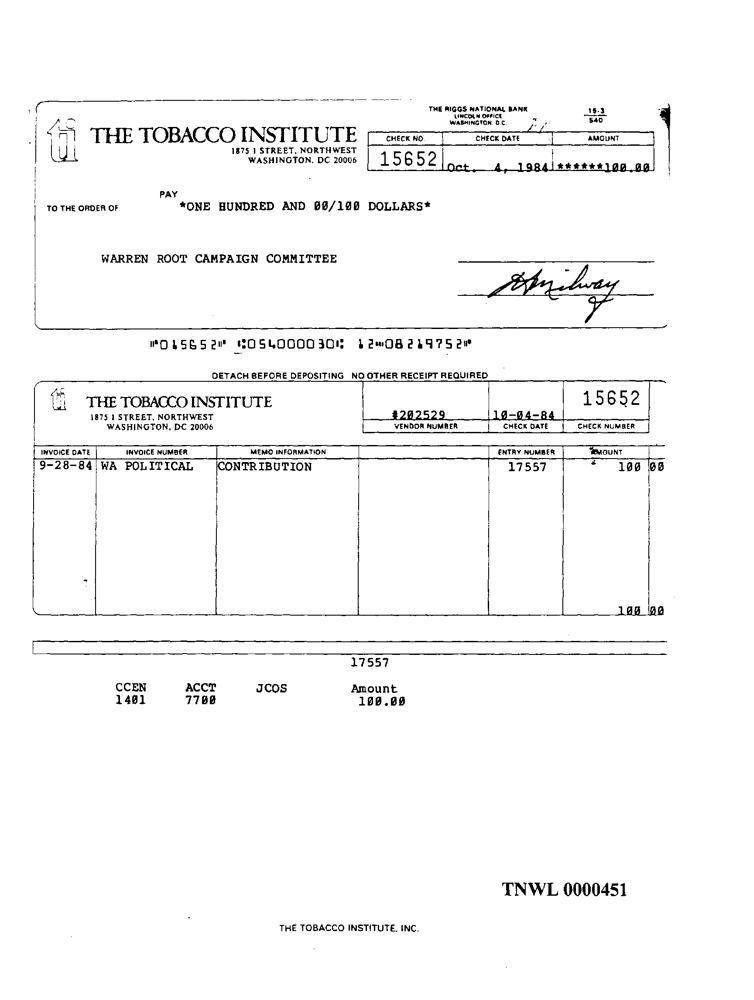 THE RIGGS NATIONAL BANK
LINCOLN OFFICE
WASHINGTON D.C.
15-3
540
THE TOBACCO INSTITUTE
1875 I STREET, NORTHWEST
WASHINGTON, DC 20006
CHECK NO CHECK DATE AMOUNT
15652 Oct. 4, 1984 ******100.00
PAY
TO THE ORDER OF *ONE HUNDRED AND 00/100 DOLLARS*
WARREN ROOT CAMPAIGN COMMITTEE
⑈015652⑈ ⑆054000030⑆ 12⑉08219752⑈
DETACH BEFORE DEPOSITING NO OTHER RECEIPT REQUIRED
THE TOBACCO INSTITUTE
1875 I STREET, NORTHWEST
WASHINGTON, DC 20006
#202529 10-04-84 15652
VENDOR NUMBER CHECK DATE CHECK NUMBER
INVOICE DATE INVOICE NUMBER MEMO INFORMATION ENTRY NUMBER AMOUNT
9-28-84 WA POLITICAL CONTRIBUTION 17557 100 00
100 00
17557
CCEN ACCT JCOS Amount
1401 7700 100.00
TNWL 0000451
THE TOBACCO INSTITUTE, INC.